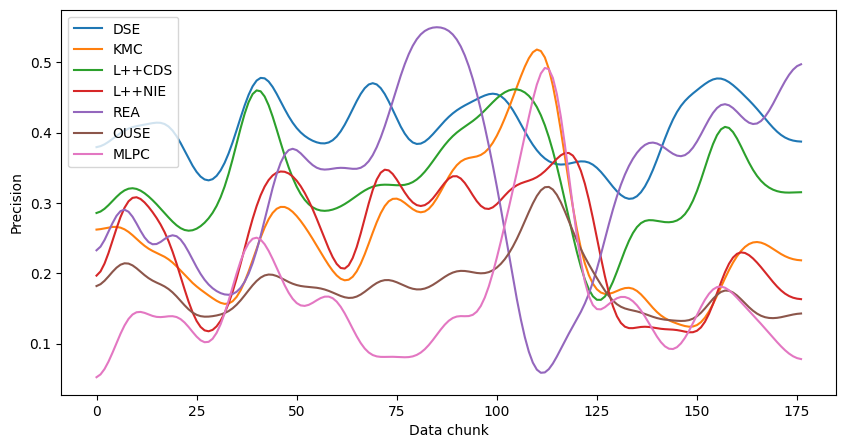 DSE
KMC
L++CDS
L++NIE
REA
OUSE
MLPC
Precision
0.5
0.4
0.3
0.2
0.1
0 25 50 75 100 125 150 175
Data chunk